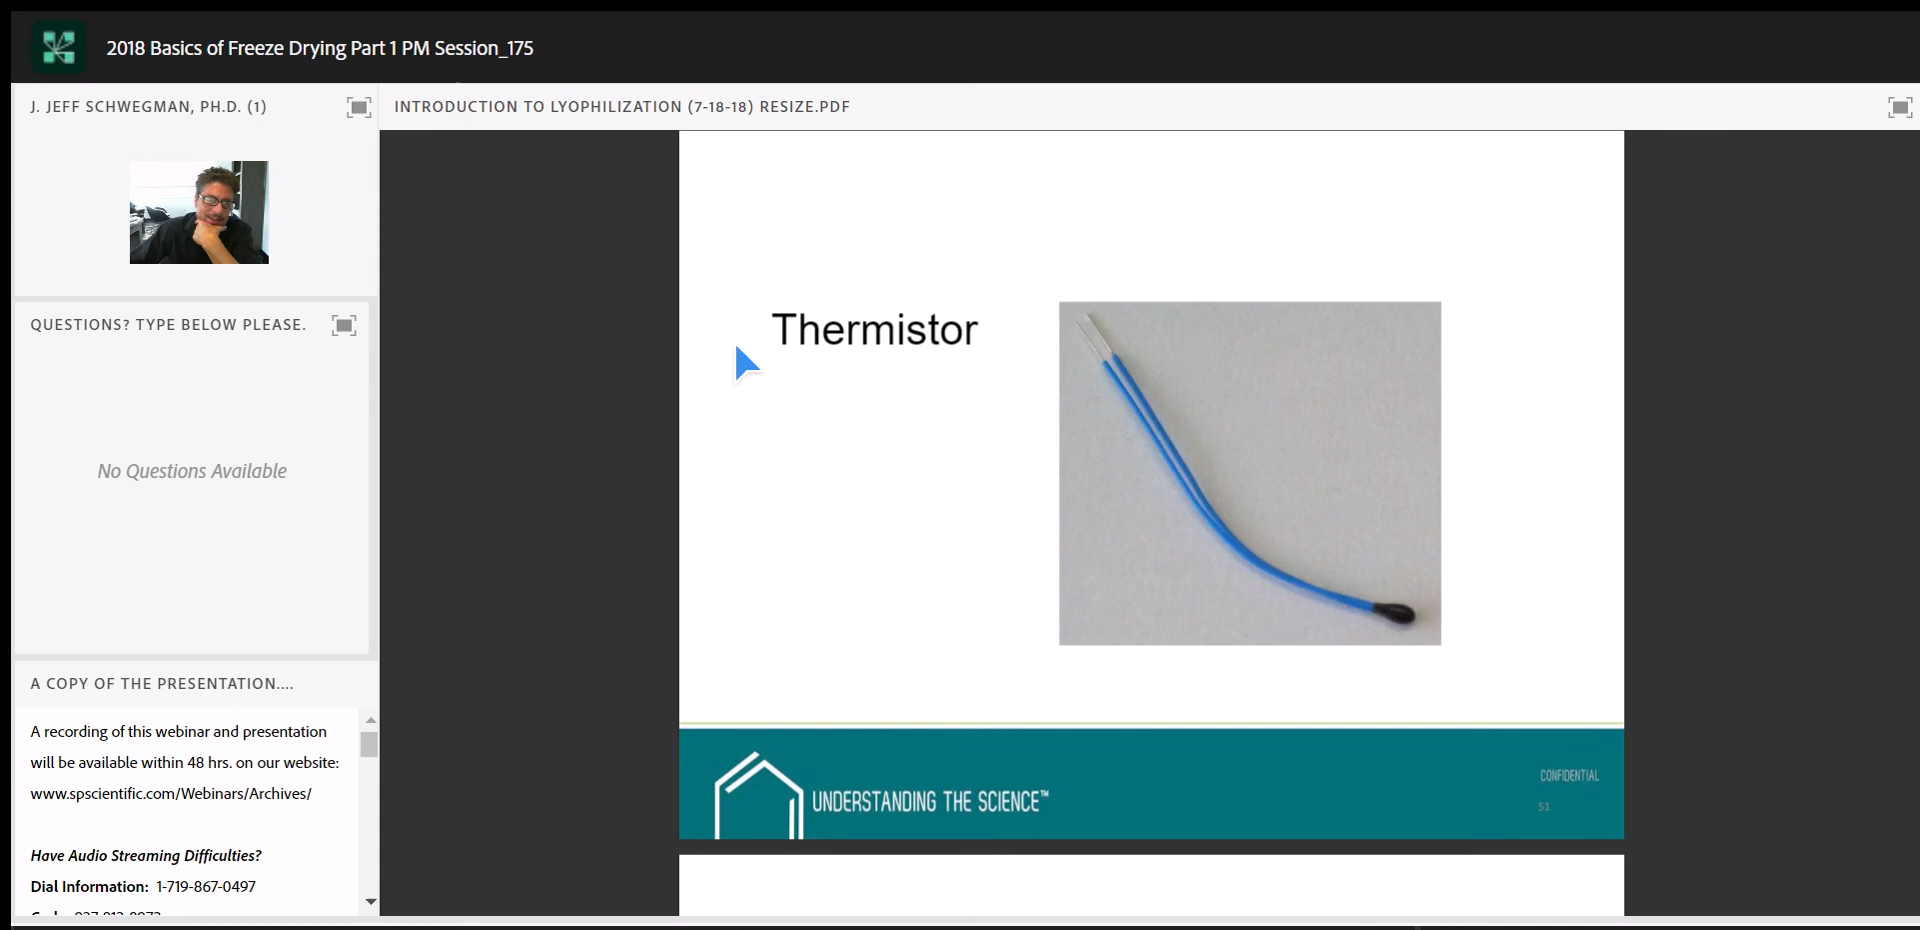 2018 Basics of Freeze Drying Part 1 PM Session_175
J. JEFF SCHWEGMAN, PH.D. (1)
INTRODUCTION TO LYOPHILIZATION (7-18-18) RESIZE.PDF
QUESTIONS? TYPE BELOW PLEASE.
No Questions Available
A COPY OF THE PRESENTATION....
A recording of this webinar and presentation
will be available within 48 hrs. on our website:
www.spscientific.com/Webinars/Archives/
Have Audio Streaming Difficulties?
Dial Information: 1-719-867-0497
Thermistor
UNDERSTANDING THE SCIENCE™
CONFIDENTIAL
51